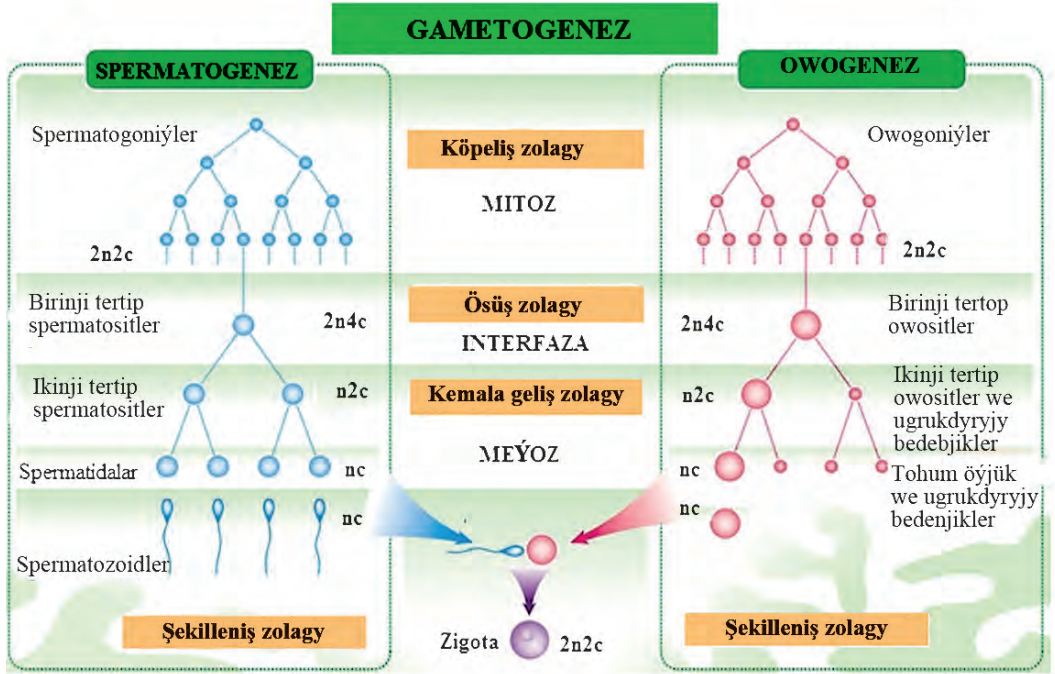 GAMETOGENEZ
SPERMATOGENEZ
OWOGENEZ
Spermatogoniýler
Köpeliş zolagy
Owogoniýler
MITOZ
2n2c
2n2c
Birinji tertip
spermatositler
2n4c
Ösüş zolagy
INTERFAZA
2n4c
Birinji tertop
owositler
Ikinji tertip
spermatositler
n2c
Kemala geliş zolagy
n2c
Ikinji tertip
owositler we
ugrukdyryjy
bedebjikler
MEÝOZ
Spermatidalar
nc
nc
Tohum öýjük
we ugrukdyryjy
bedenjikler
nc
nc
Spermatozoidler
Şekilleniş zolagy
Zigota
2n2c
Şekilleniş zolagy